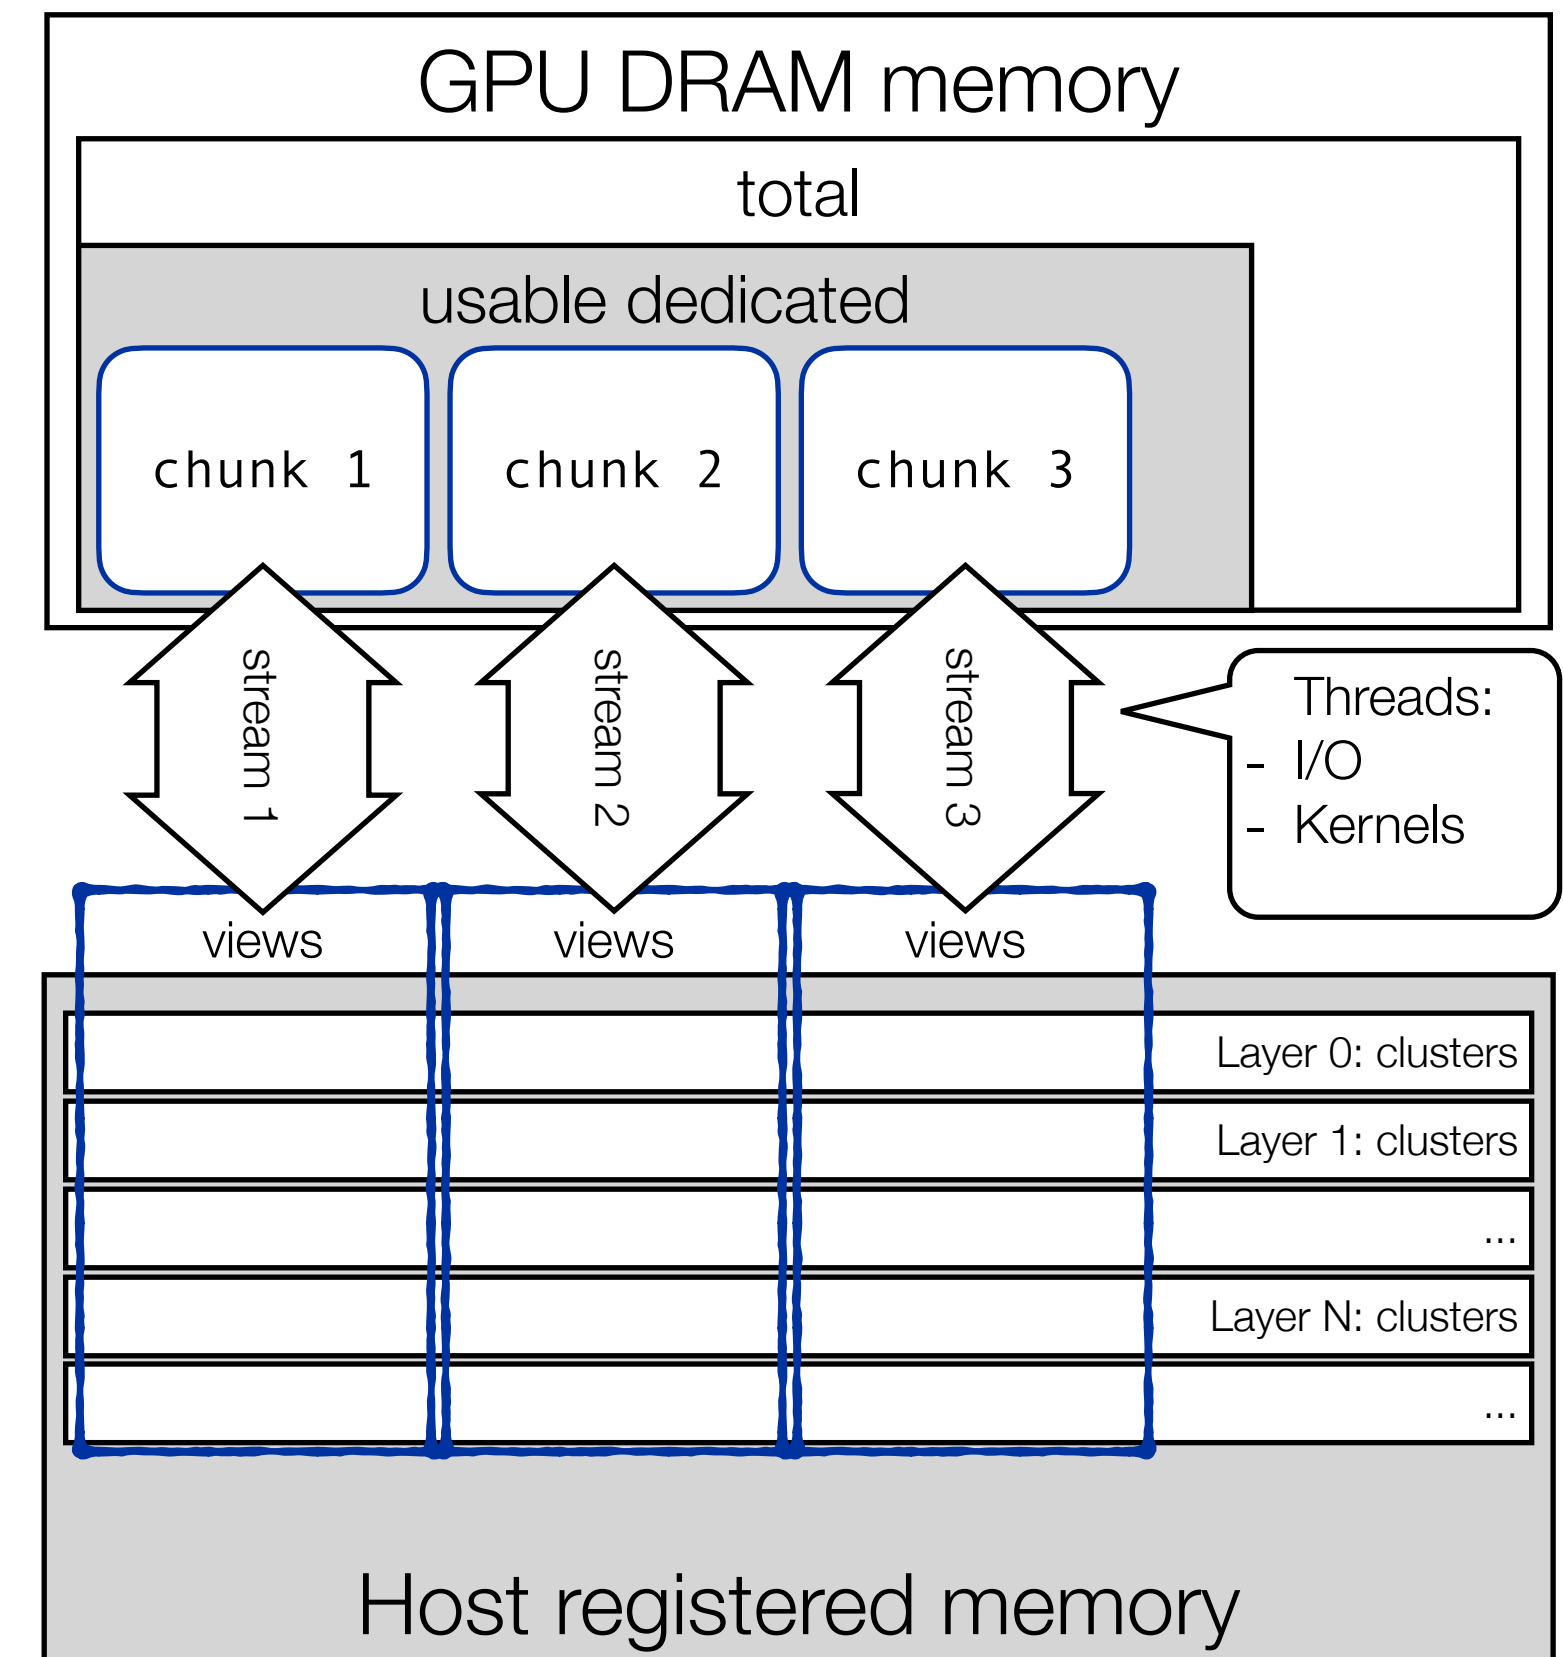 GPU DRAM memory
total
usable dedicated
chunk 1
chunk 2
chunk 3
stream 1
stream 2
stream 3
Threads:
- I/O
- Kernels
views
views
views
Layer 0: clusters
Layer 1: clusters
...
Layer N: clusters
...
Host registered memory